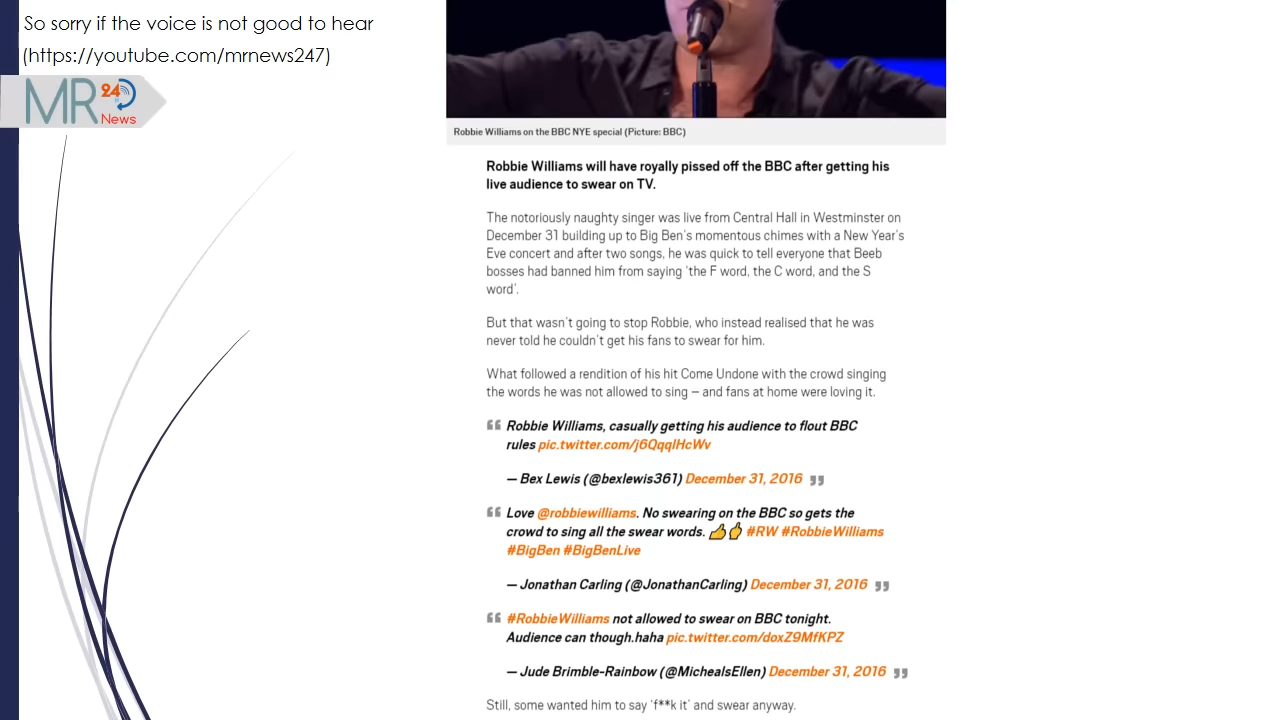 So sorry if the voice is not good to hear
(https://youtube.com/mrnews247)
MR 24
News
Robbie Williams on the BBC NYE special (Picture: BBC)
Robbie Williams will have royally pissed off the BBC after getting his
live audience to swear on TV.
The notoriously naughty singer was live from Central Hall in Westminster on
December 31 building up to Big Ben's momentous chimes with a New Year's
Eve concert and after two songs, he was quick to tell everyone that Beeb
bosses had banned him from saying 'the F word, the C word, and the S
word'.
But that wasn't going to stop Robbie, who instead realised that he was
never told he couldn't get his fans to swear for him.
What followed a rendition of his hit Come Undone with the crowd singing
the words he was not allowed to sing – and fans at home were loving it.
Robbie Williams, casually getting his audience to flout BBC
rules pic.twitter.com/j6QqqlHcWv
— Bex Lewis (@bexlewis361) December 31, 2016
Love @robbiewilliams. No swearing on the BBC so gets the
crowd to sing all the swear words. 👍🖕 #RW #RobbieWilliams
#BigBen #BigBenLive
— Jonathan Carling (@JonathanCarling) December 31, 2016
#RobbieWilliams not allowed to swear on BBC tonight.
Audience can though.haha pic.twitter.com/doxZ9MfKPZ
— Jude Brimble-Rainbow (@MichealsEllen) December 31, 2016
Still, some wanted him to say 'f**k it' and swear anyway.